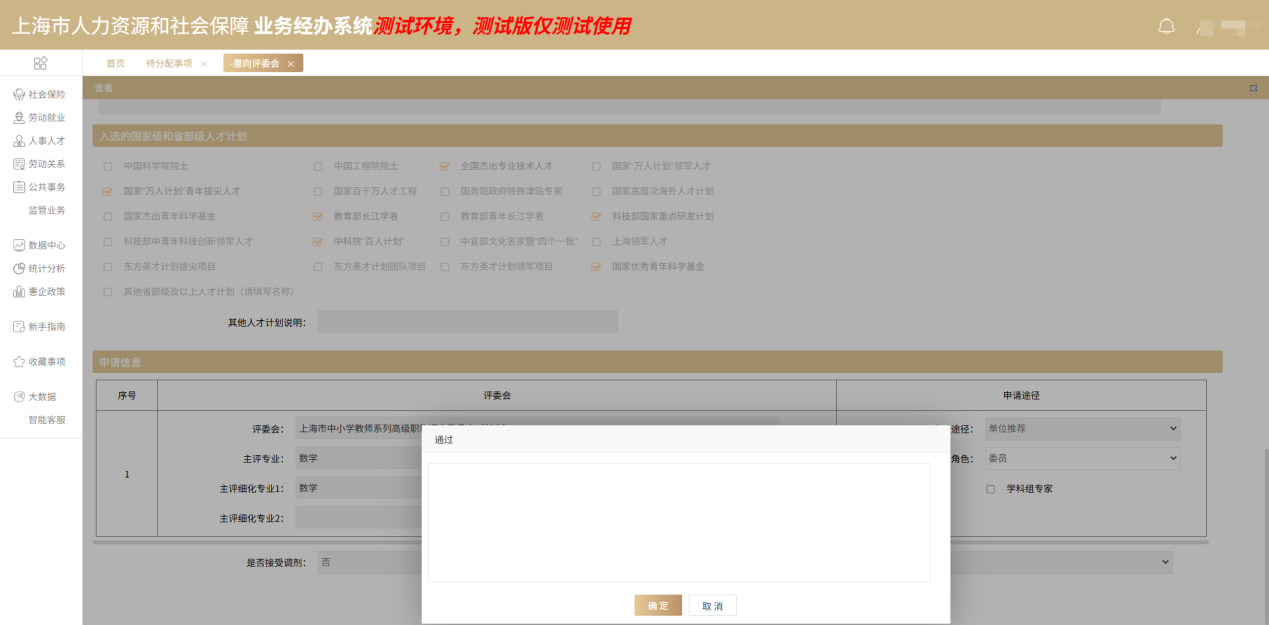 上海市人力资源和社会保障 业务经办系统测试环境，测试版仅测试使用
首页 待分配事项 × -意向评委会 ×
查看
社会保险
劳动就业
人事人才
劳动关系
公共事务
监管业务
数据中心
统计分析
惠企政策
新手指南
收藏事项
大数据
智能客服
入选的国家级和省部级人才计划
中国科学院院士 中国工程院院士 全国杰出专业技术人才 国家"万人计划"领军人才
国家"万人计划"青年拔尖人才 国家百千万人才工程 国务院政府特殊津贴专家 国家高层次海外人才计划
国家杰出青年科学基金 教育部长江学者 教育部青年长江学者 科技部国家重点研发计划
科技部中青年科技创新领军人才 中科院"百人计划" 中宣部文化名家暨"四个一批" 上海领军人才
东方英才计划拔尖项目 东方英才计划团队项目 东方英才计划领军项目 国家优秀青年科学基金
其他省部级及以上人才计划（请填写名称）
其他人才计划说明：
申请信息
序号 评委会 申请途径
评委会： 上海市中小学教师系列高级职 途径： 单位推荐
主评专业： 数学 角色： 委员
1
主评细化专业1： 数学 学科组专家
主评细化专业2：
是否接受调剂： 否
通过
确定 取消